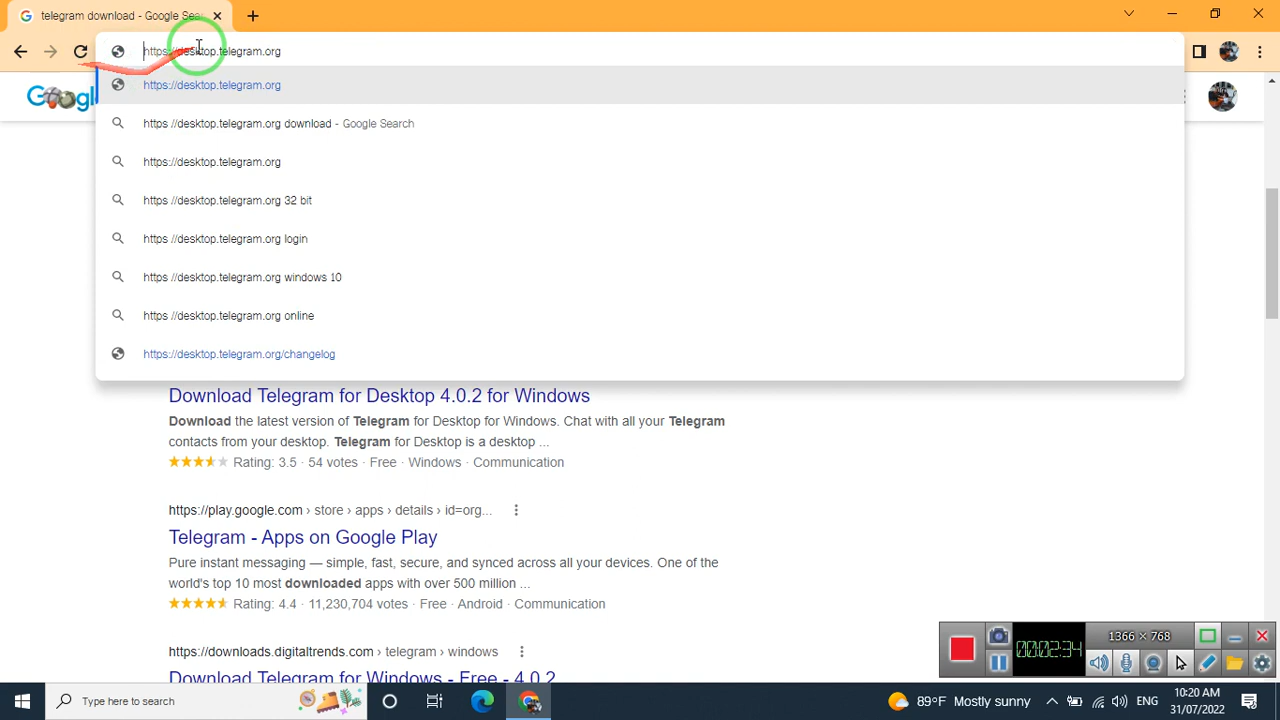 telegram download - Google Sea
https://desktop.telegram.org
Google
https://desktop.telegram.org
https //desktop.telegram.org download - Google Search
https //desktop.telegram.org
https //desktop.telegram.org 32 bit
https //desktop.telegram.org login
https //desktop.telegram.org windows 10
https //desktop.telegram.org online
https://desktop.telegram.org/changelog
Download Telegram for Desktop 4.0.2 for Windows
Download the latest version of Telegram for Desktop for Windows. Chat with all your Telegram
contacts from your desktop. Telegram for Desktop is a desktop ...
Rating: 3.5 · 54 votes · Free · Windows · Communication
https://play.google.com › store › apps › details › id=org...
Telegram - Apps on Google Play
Pure instant messaging — simple, fast, secure, and synced across all your devices. One of the
world's top 10 most downloaded apps with over 500 million ...
Rating: 4.4 · 11,230,704 votes · Free · Android · Communication
https://downloads.digitaltrends.com › telegram › windows
Download Telegram for Windows - Free - 4.0.2
00:02:34
1366 × 768
Type here to search
89°F Mostly sunny
ENG
10:20 AM
31/07/2022